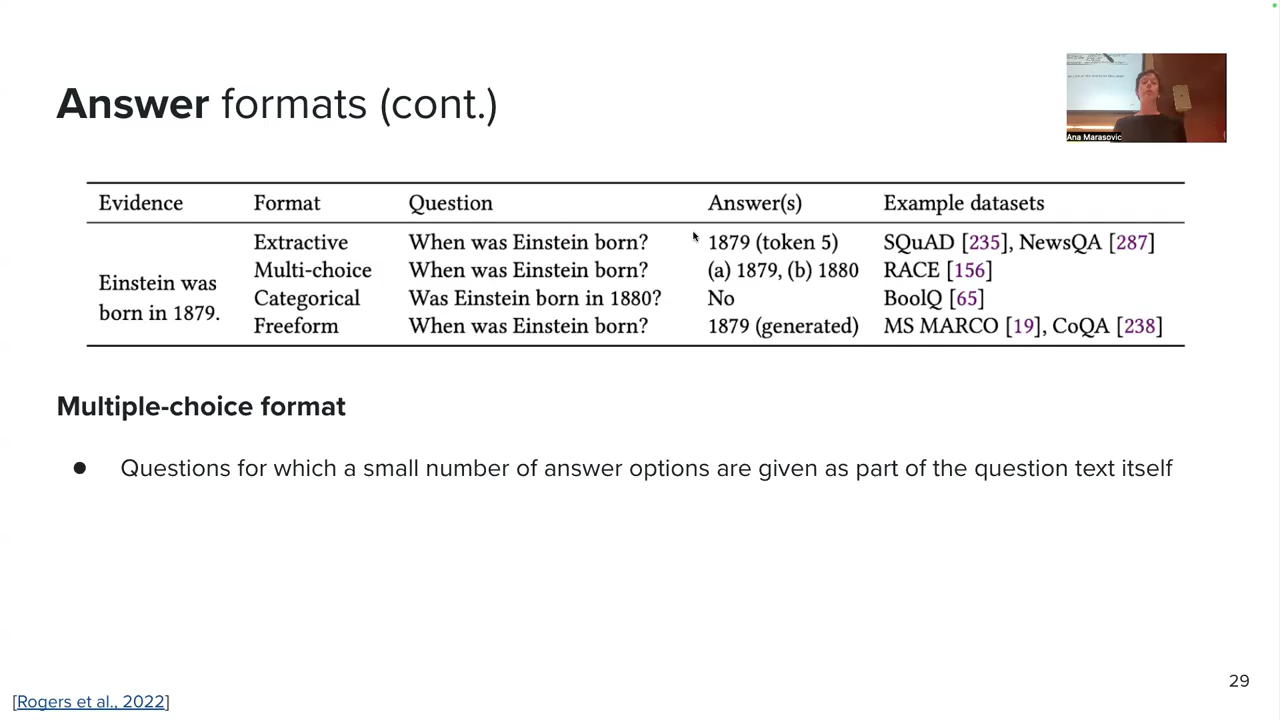 Answer formats (cont.)
Ana Marasovic
Evidence Format Question Answer(s) Example datasets
Einstein was born in 1879.
Extractive When was Einstein born? 1879 (token 5) SQuAD [235], NewsQA [287]
Multi-choice When was Einstein born? (a) 1879, (b) 1880 RACE [156]
Categorical Was Einstein born in 1880? No BoolQ [65]
Freeform When was Einstein born? 1879 (generated) MS MARCO [19], CoQA [238]
Multiple-choice format
● Questions for which a small number of answer options are given as part of the question text itself
29
[Rogers et al., 2022]